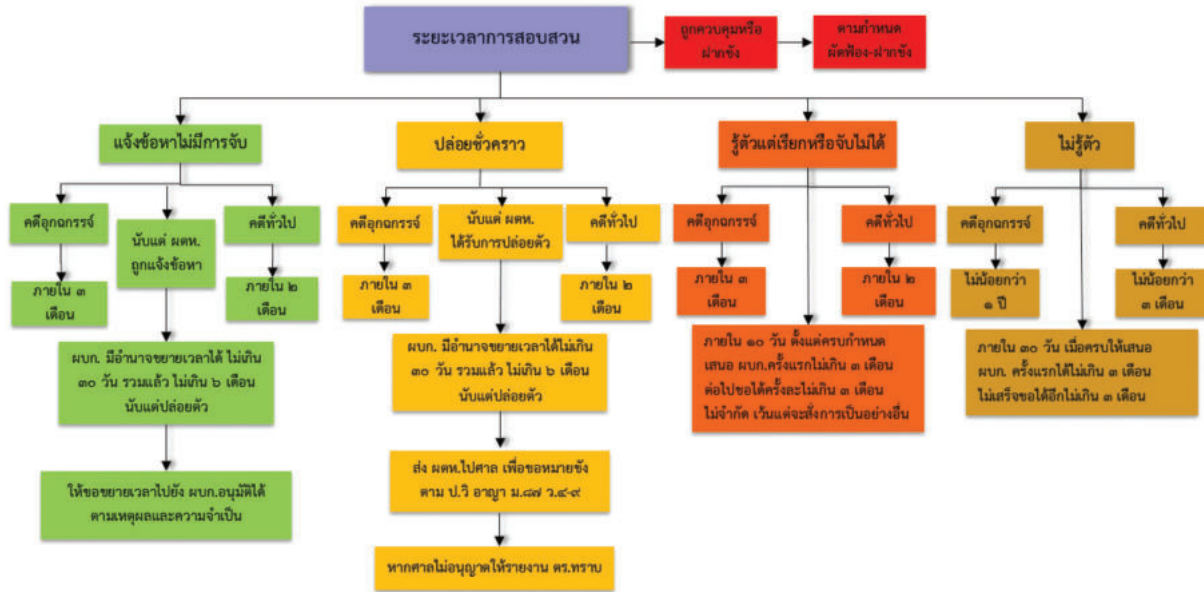 ระยะเวลาการสอบสวน
ถูกควบคุมหรือ
ฝากขัง
ตามกำหนด
ผัดฟ้อง-ฝากขัง
แจ้งข้อหาไม่มีการจับ
คดีอุกฉกรรจ์
ภายใน ๓
เดือน
นับแต่ ผตห.
ถูกแจ้งข้อหา
คดีทั่วไป
ภายใน ๒
เดือน
ผบก. มีอำนาจขยายเวลาได้ ไม่เกิน
๓๐ วัน รวมแล้ว ไม่เกิน ๖ เดือน
นับแต่ปล่อยตัว
ให้ขอขยายเวลาไปยัง ผบก.อนุมัติได้
ตามเหตุผลและความจำเป็น
ปล่อยชั่วคราว
คดีอุกฉกรรจ์
ภายใน ๓
เดือน
นับแต่ ผตห.
ได้รับการปล่อยตัว
คดีทั่วไป
ภายใน ๒
เดือน
ผบก. มีอำนาจขยายเวลาได้ไม่เกิน
๓๐ วัน รวมแล้ว ไม่เกิน ๖ เดือน
นับแต่ปล่อยตัว
ส่ง ผตห.ไปศาล เพื่อขอหมายขัง
ตาม ป.วิ อาญา ม.๘๗ ว.๔-๙
หากศาลไม่อนุญาตให้รายงาน ตร.ทราบ
รู้ตัวแต่เรียกหรือจับไม่ได้
คดีอุกฉกรรจ์
ภายใน ๓
เดือน
คดีทั่วไป
ภายใน ๒
เดือน
ภายใน ๑๐ วัน ตั้งแต่ครบกำหนด
เสนอ ผบก.ครั้งแรกไม่เกิน ๓ เดือน
ต่อไปขอได้ครั้งละไม่เกิน ๓ เดือน
ไม่จำกัด เว้นแต่จะสั่งการเป็นอย่างอื่น
ไม่รู้ตัว
คดีอุกฉกรรจ์
ไม่น้อยกว่า
๑ ปี
คดีทั่วไป
ไม่น้อยกว่า
๓ เดือน
ภายใน ๓๐ วัน เมื่อครบให้เสนอ
ผบก. ครั้งแรกได้ไม่เกิน ๓ เดือน
ไม่เสร็จขอได้อีกไม่เกิน ๓ เดือน